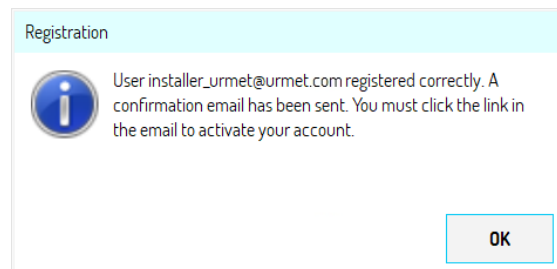 Registration
User installer_urmet@urmet.com registered correctly. A
confirmation email has been sent. You must click the link in
the email to activate your account.
OK